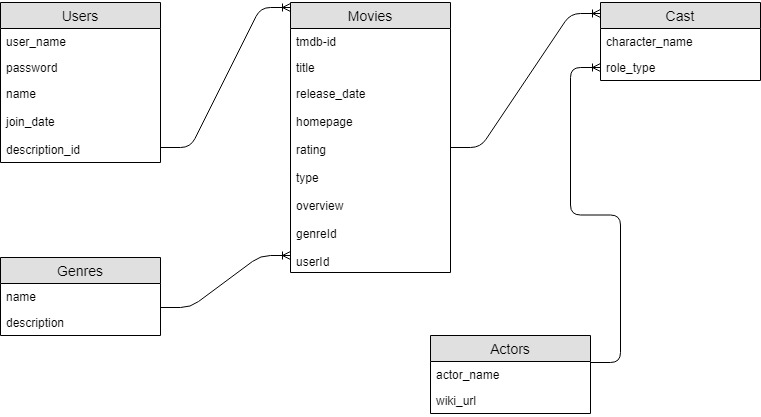 Users
user_name
password
name
join_date
description_id
Movies
tmdb-id
title
release_date
homepage
rating
type
overview
genreId
userId
Cast
character_name
role_type
Genres
name
description
Actors
actor_name
wiki_url